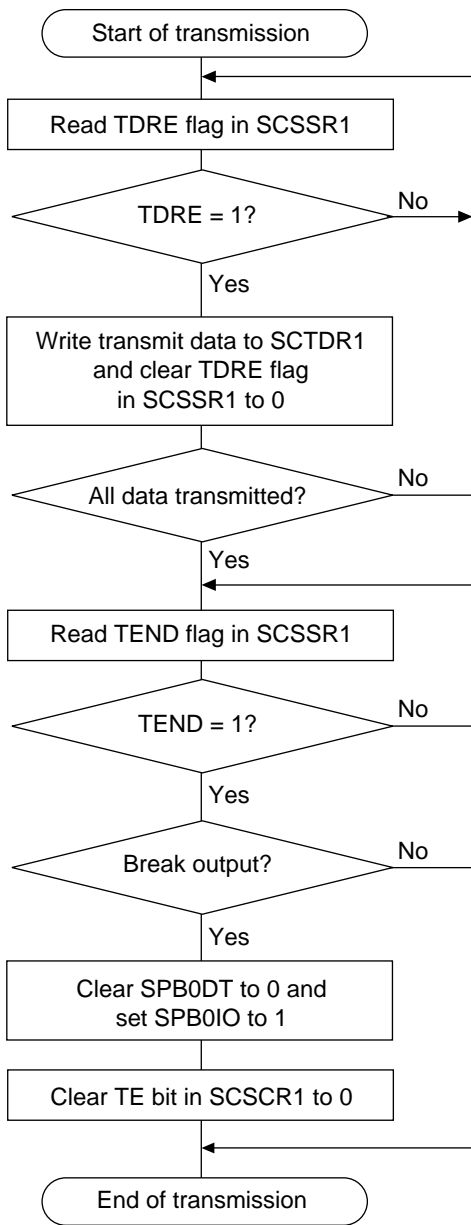 Start of transmission
Read TDRE flag in SCSSR1
TDRE = 1?
No
Yes
Write transmit data to SCTDR1
and clear TDRE flag
in SCSSR1 to 0
All data transmitted?
No
Yes
Read TEND flag in SCSSR1
TEND = 1?
No
Yes
Break output?
No
Yes
Clear SPB0DT to 0 and
set SPB0IO to 1
Clear TE bit in SCSCR1 to 0
End of transmission